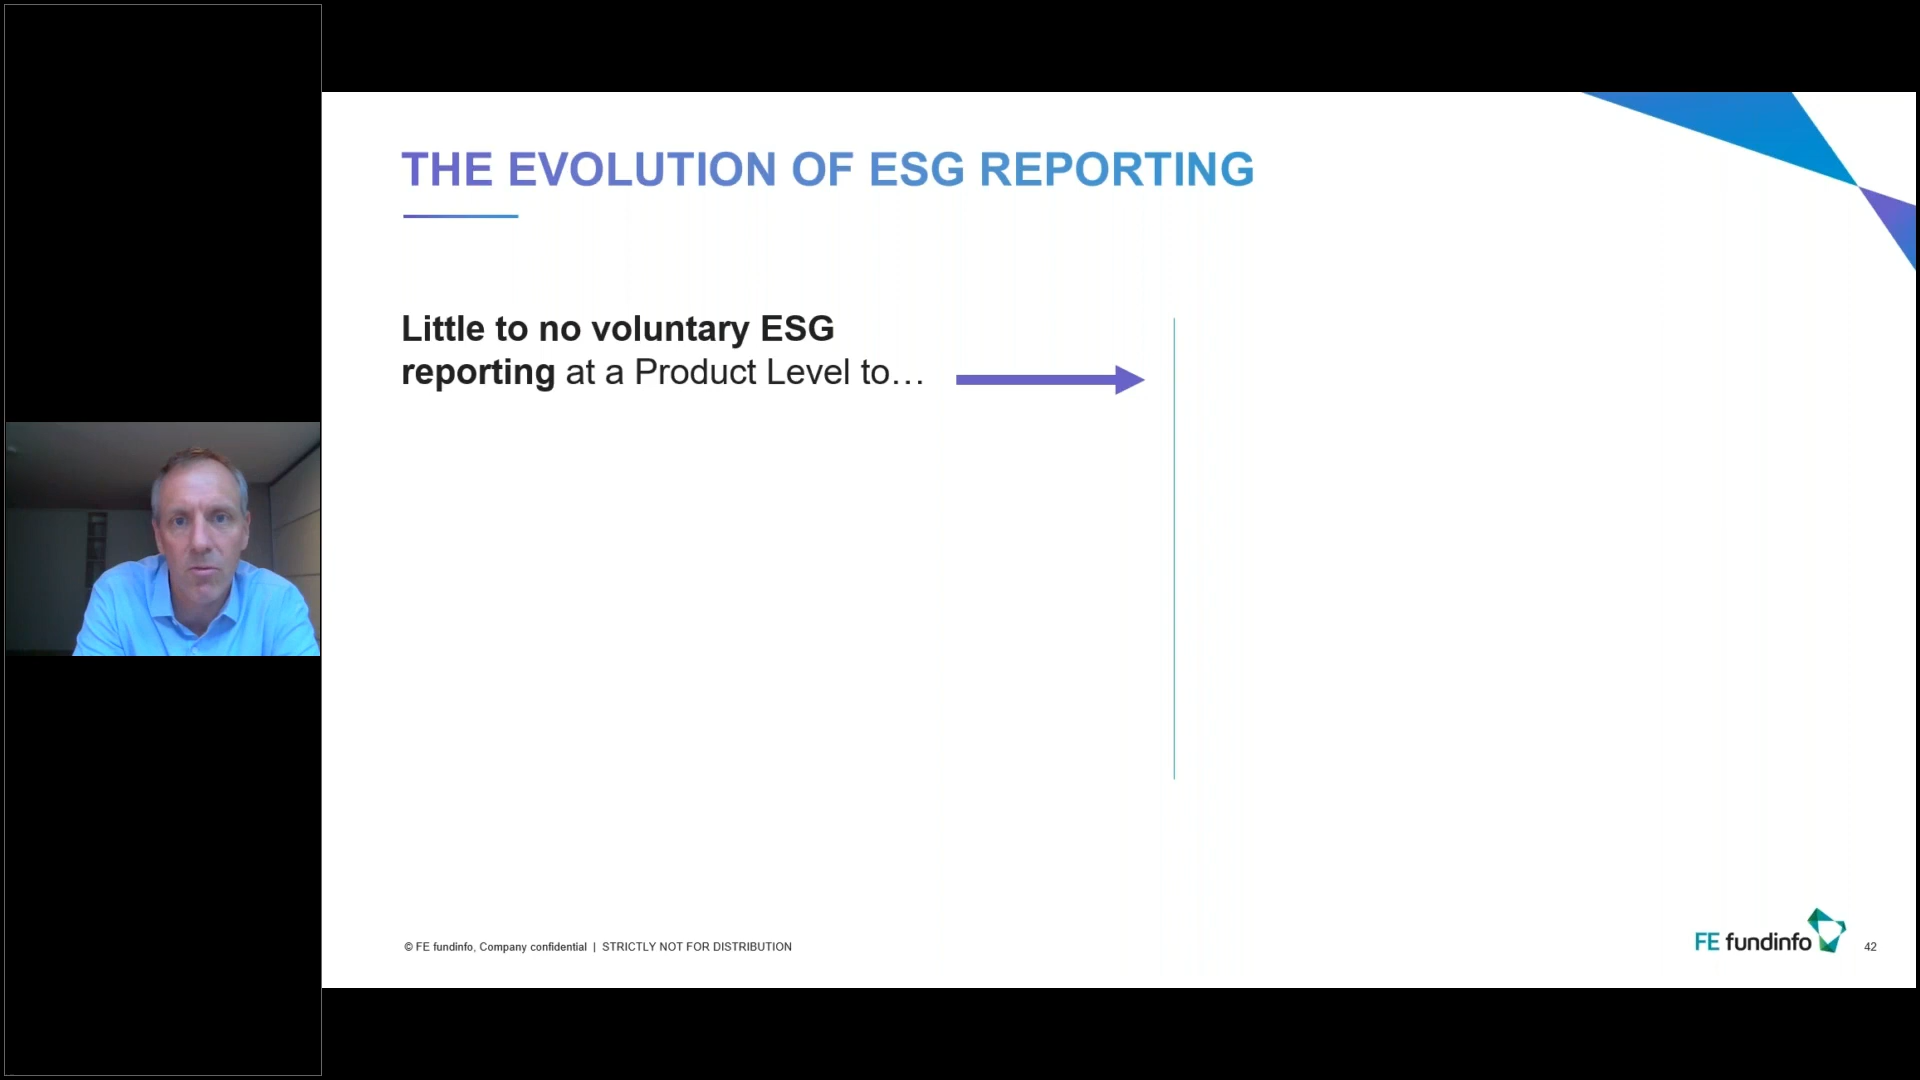 THE EVOLUTION OF ESG REPORTING
Little to no voluntary ESG
reporting at a Product Level to…
© FE fundinfo, Company confidential | STRICTLY NOT FOR DISTRIBUTION
FE fundinfo
42